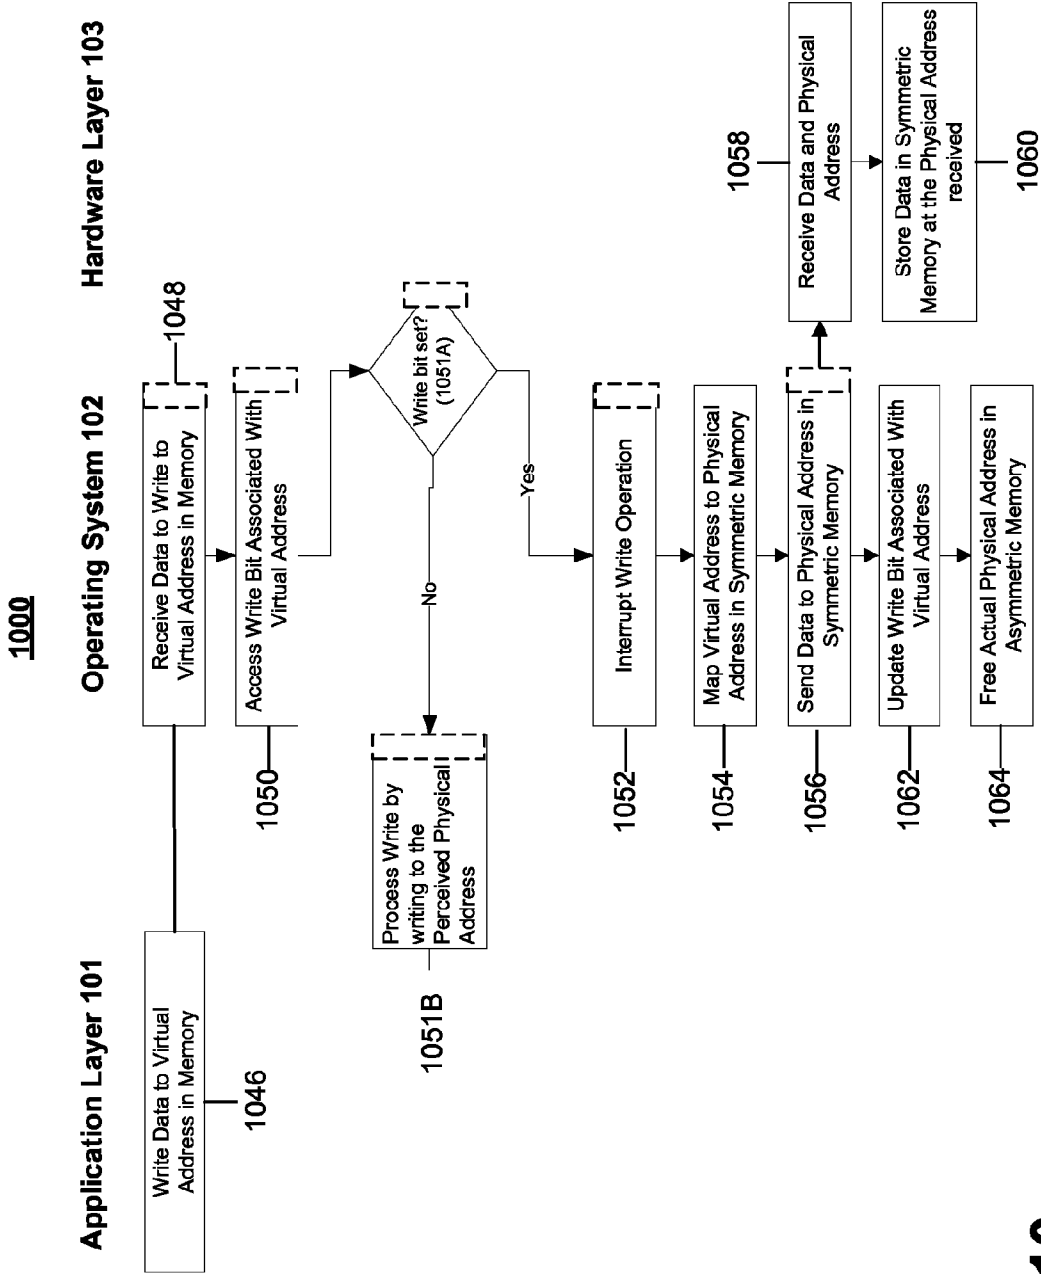 1000
Application Layer 101
Operating System 102
Hardware Layer 103
Write Data to Virtual
Address in Memory
1046
Receive Data to Write to
Virtual Address in Memory
1048
Access Write Bit Associated With
Virtual Address
1050
Write bit set?
(1051A)
No
Yes
Process Write by
writing to the
Perceived Physical
Address
1051B
Interrupt Write Operation
1052
Map Virtual Address to Physical
Address in Symmetric Memory
1054
Send Data to Physical Address in
Symmetric Memory
1056
Receive Data and Physical
Address
1058
Store Data in Symmetric
Memory at the Physical Address
received
1060
Update Write Bit Associated With
Virtual Address
1062
Free Actual Physical Address in
Asymmetric Memory
1064